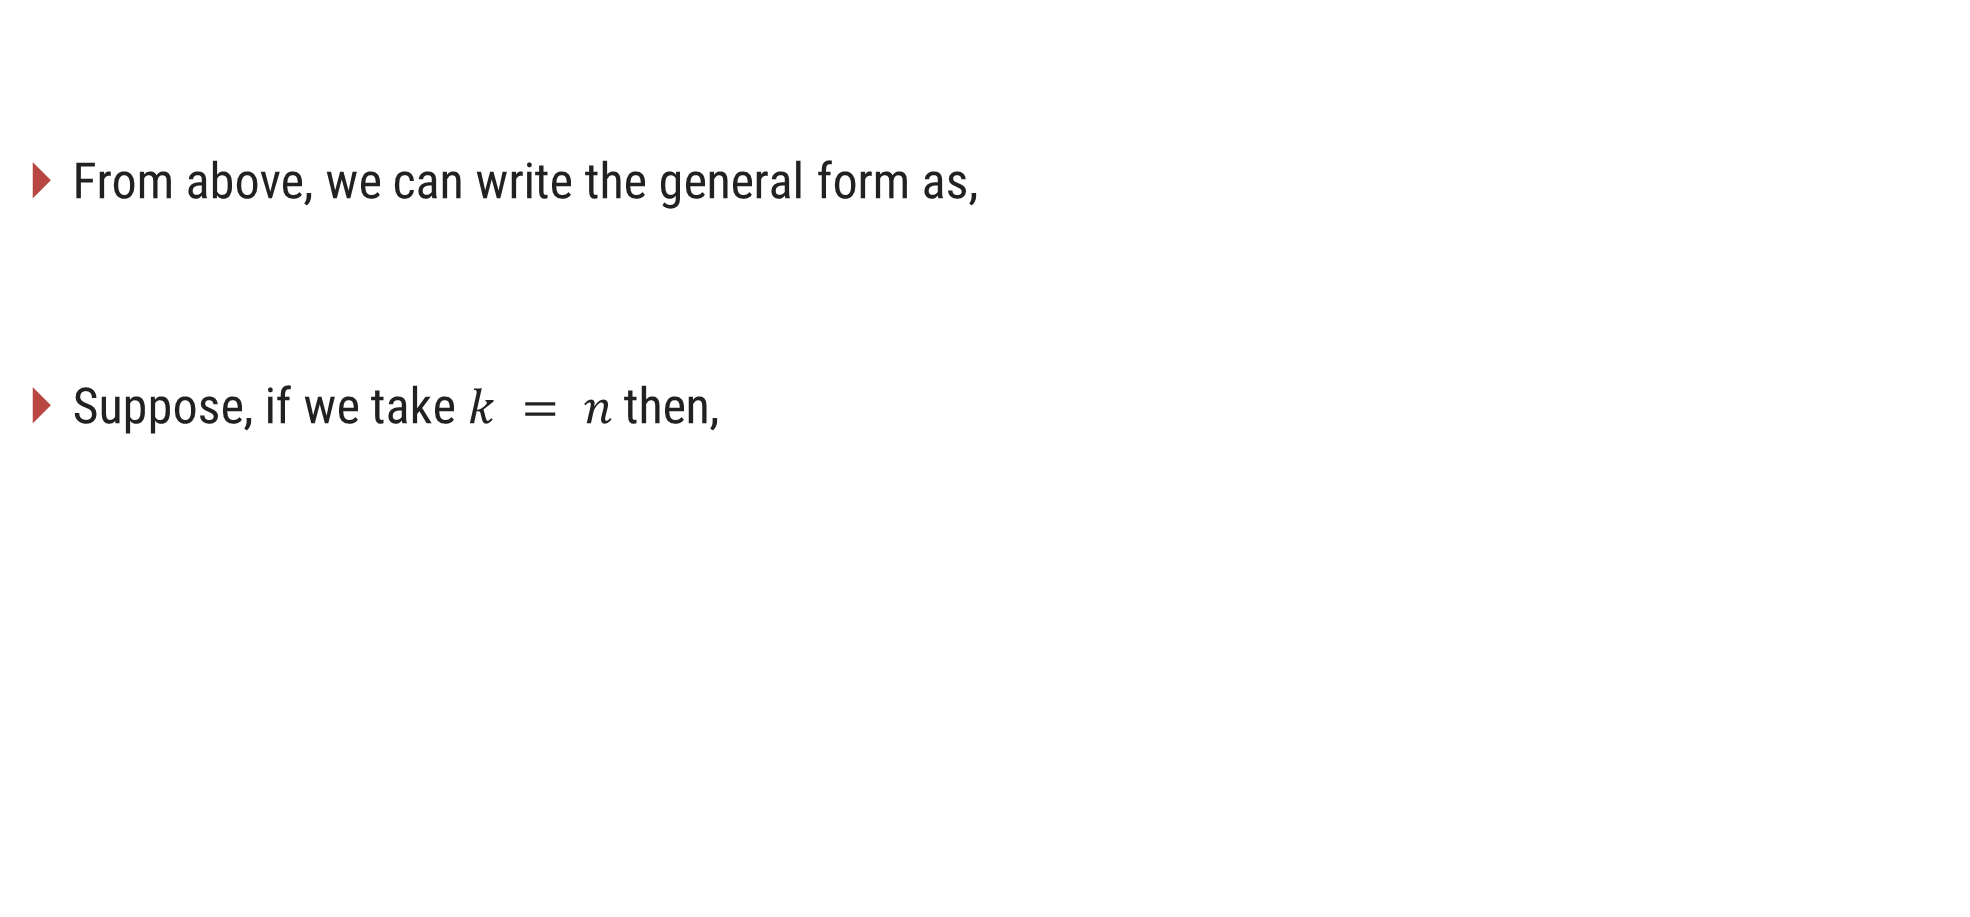 From above, we can write the general form as,
Suppose, if we take k = n then,